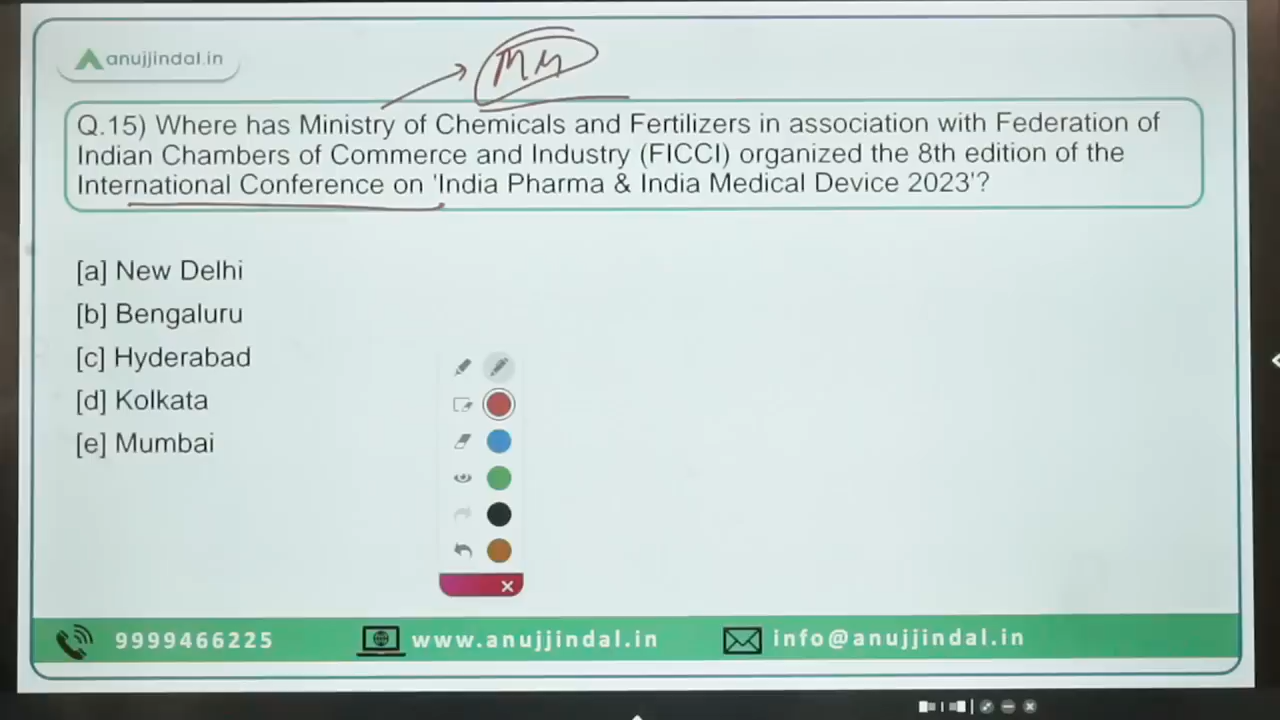 anujjindal.in
MM
Q.15) Where has Ministry of Chemicals and Fertilizers in association with Federation of
Indian Chambers of Commerce and Industry (FICCI) organized the 8th edition of the
International Conference on 'India Pharma & India Medical Device 2023'?
[a] New Delhi
[b] Bengaluru
[c] Hyderabad
[d] Kolkata
[e] Mumbai
9999466225 www.anujjindal.in info@anujjindal.in